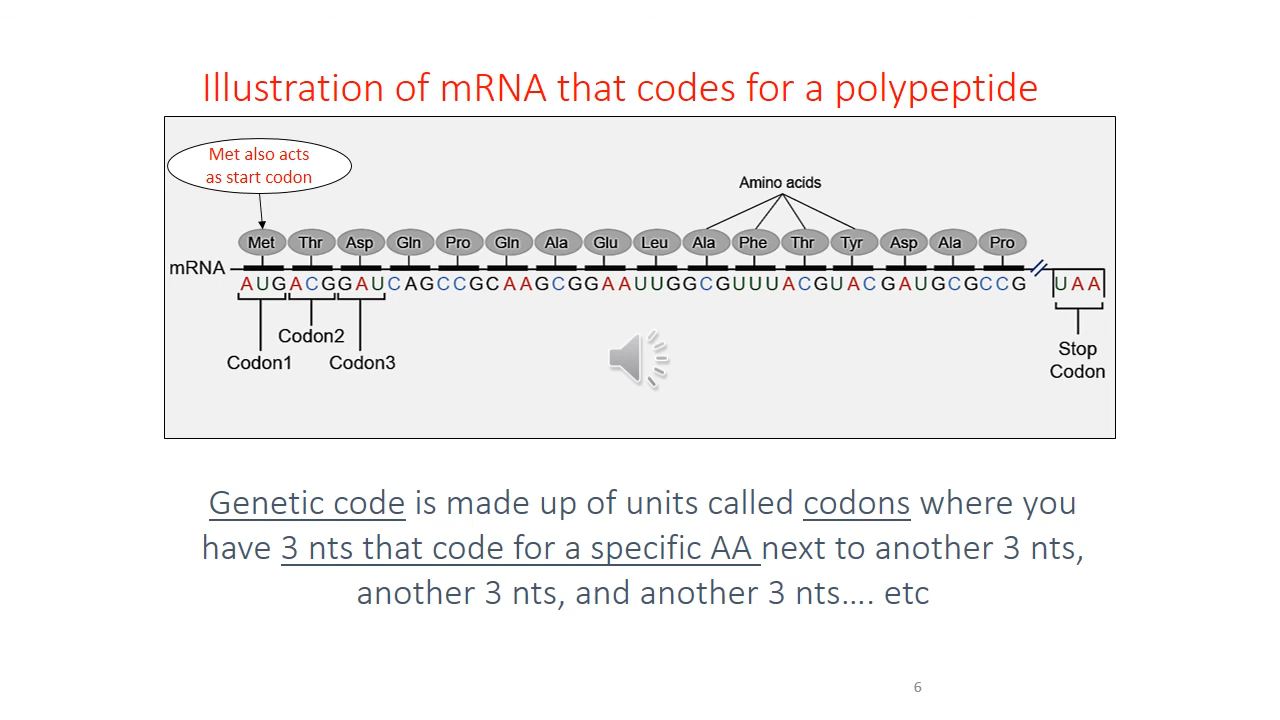 Illustration of mRNA that codes for a polypeptide
Met also acts
as start codon
Amino acids
Met Thr Asp Gln Pro Gln Ala Glu Leu Ala Phe Thr Tyr Asp Ala Pro
mRNA
AUGACGGAUCAGCCGCAAGCGGAAUUGGCGUUUACGUACGAUGCGCCG UAA
Codon2
Codon1 Codon3
Stop
Codon
Genetic code is made up of units called codons where you
have 3 nts that code for a specific AA next to another 3 nts,
another 3 nts, and another 3 nts…. etc
6